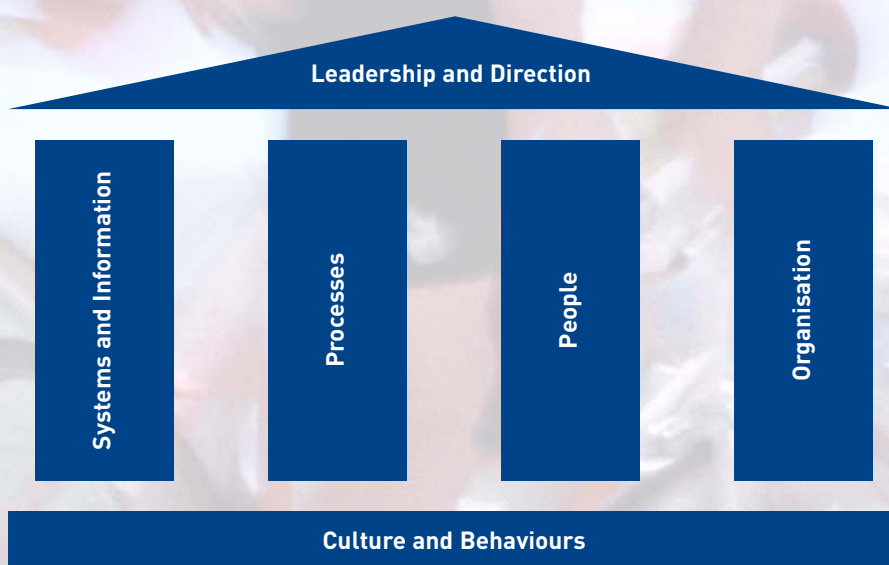 Leadership and Direction
Systems and Information
Processes
People
Organisation
Culture and Behaviours